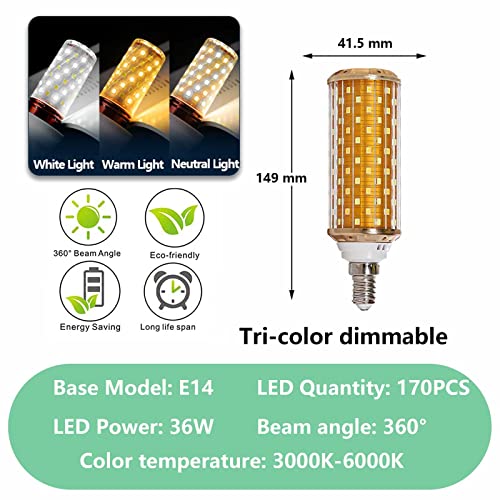 41.5 mm
White Light Warm Light Neutral Light
149 mm
360° Beam Angle Eco-friendly
Energy Saving Long life span
Tri-color dimmable
Base Model: E14 LED Quantity: 170PCS
LED Power: 36W Beam angle: 360°
Color temperature: 3000K-6000K